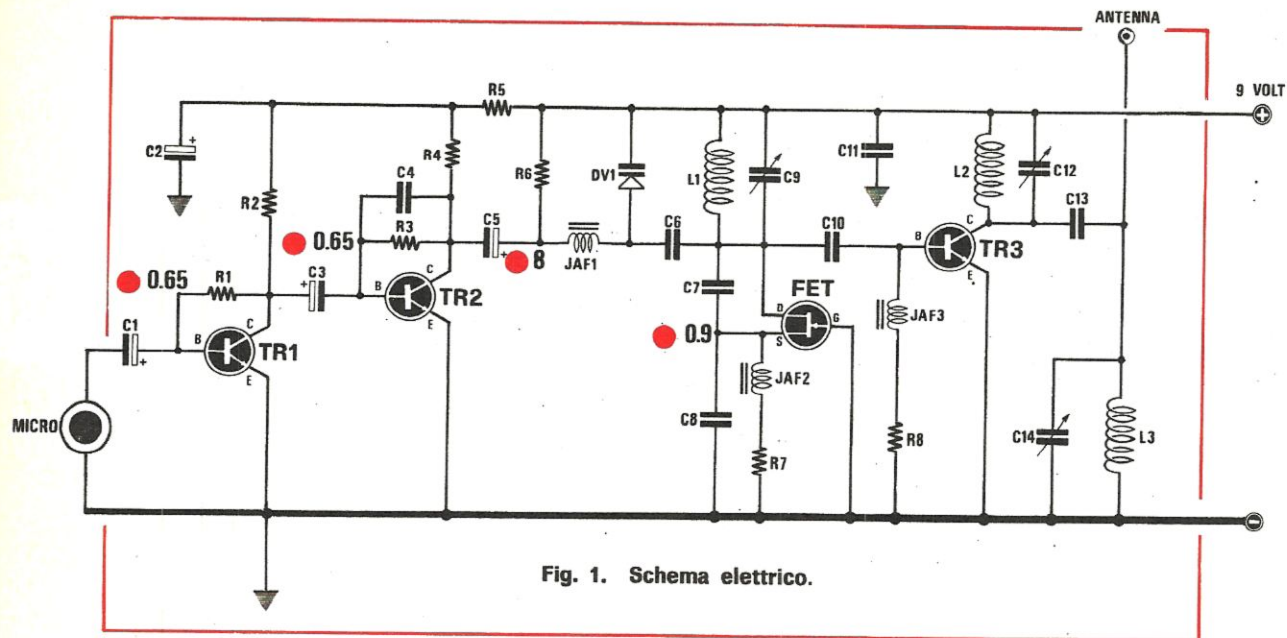 ANTENNA
9 VOLT
+
R5
C2
+
R4
C11
L2
C12
R6
DV1
L1
C9
C4
R2
C13
R3
C5
C6
C10
B
C
TR3
E
0.65
+
8
JAF1
0.65
R1
C3
+
B
C
TR2
E
C7
FET
D
G
S
JAF3
C1
+
B
C
TR1
E
0.9
JAF2
MICRO
C8
R7
R8
C14
L3
-
Fig. 1. Schema elettrico.